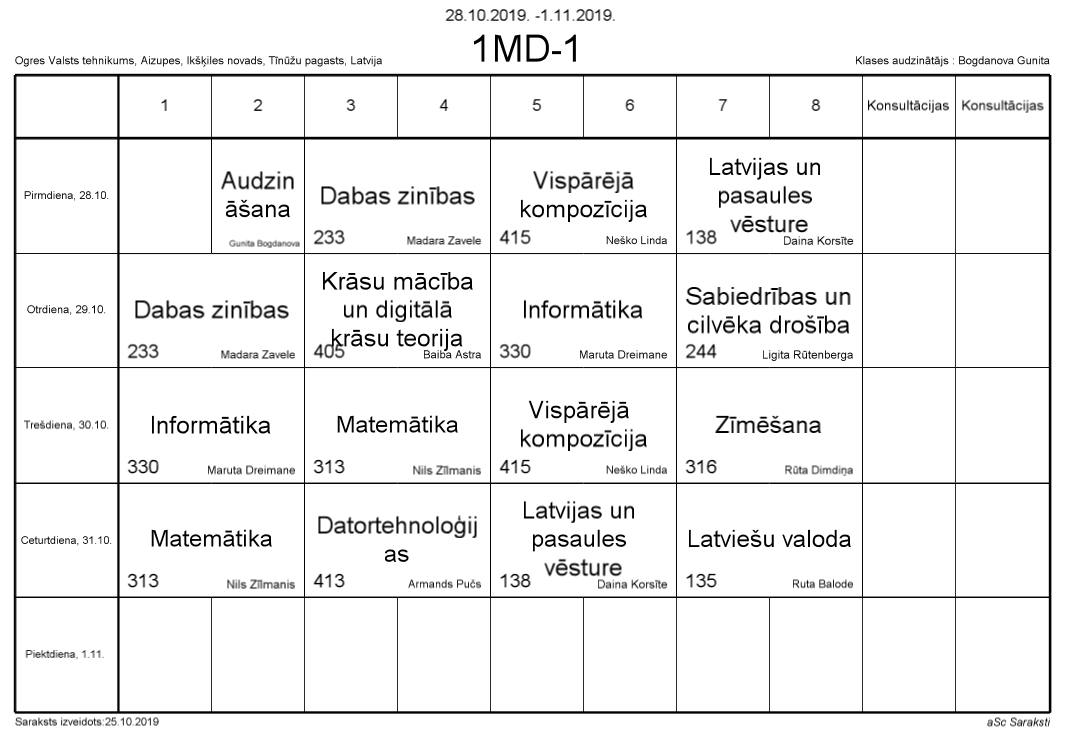 28.10.2019. -1.11.2019.
1MD-1
Ogres Valsts tehnikums, Aizupes, Ikšķiles novads, Tīnūžu pagasts, Latvija
Klases audzinātājs : Bogdanova Gunita
1 2 3 4 5 6 7 8 Konsultācijas Konsultācijas
Pirmdiena, 28.10.
Audzin
āšana
Gunita Bogdanova
Dabas zinības
233 Madara Zavele
Vispārējā
kompozīcija
415 Neško Linda
Latvijas un
pasaules
vēsture
138 Daina Korsīte
Otrdiena, 29.10.
Dabas zinības
233 Madara Zavele
Krāsu mācība
un digitālā
krāsu teorija
405 Baiba Astra
Informātika
330 Maruta Dreimane
Sabiedrības un
cilvēka drošība
244 Ligita Rūtenberga
Trešdiena, 30.10.
Informātika
330 Maruta Dreimane
Matemātika
313 Nils Zīlmanis
Vispārējā
kompozīcija
415 Neško Linda
Zīmēšana
316 Rūta Dimdiņa
Ceturtdiena, 31.10.
Matemātika
313 Nils Zīlmanis
Datortehnoloģij
as
413 Armands Pučs
Latvijas un
pasaules
vēsture
138 Daina Korsīte
Latviešu valoda
135 Ruta Balode
Piektdiena, 1.11.
Saraksts izveidots:25.10.2019
aSc Saraksti